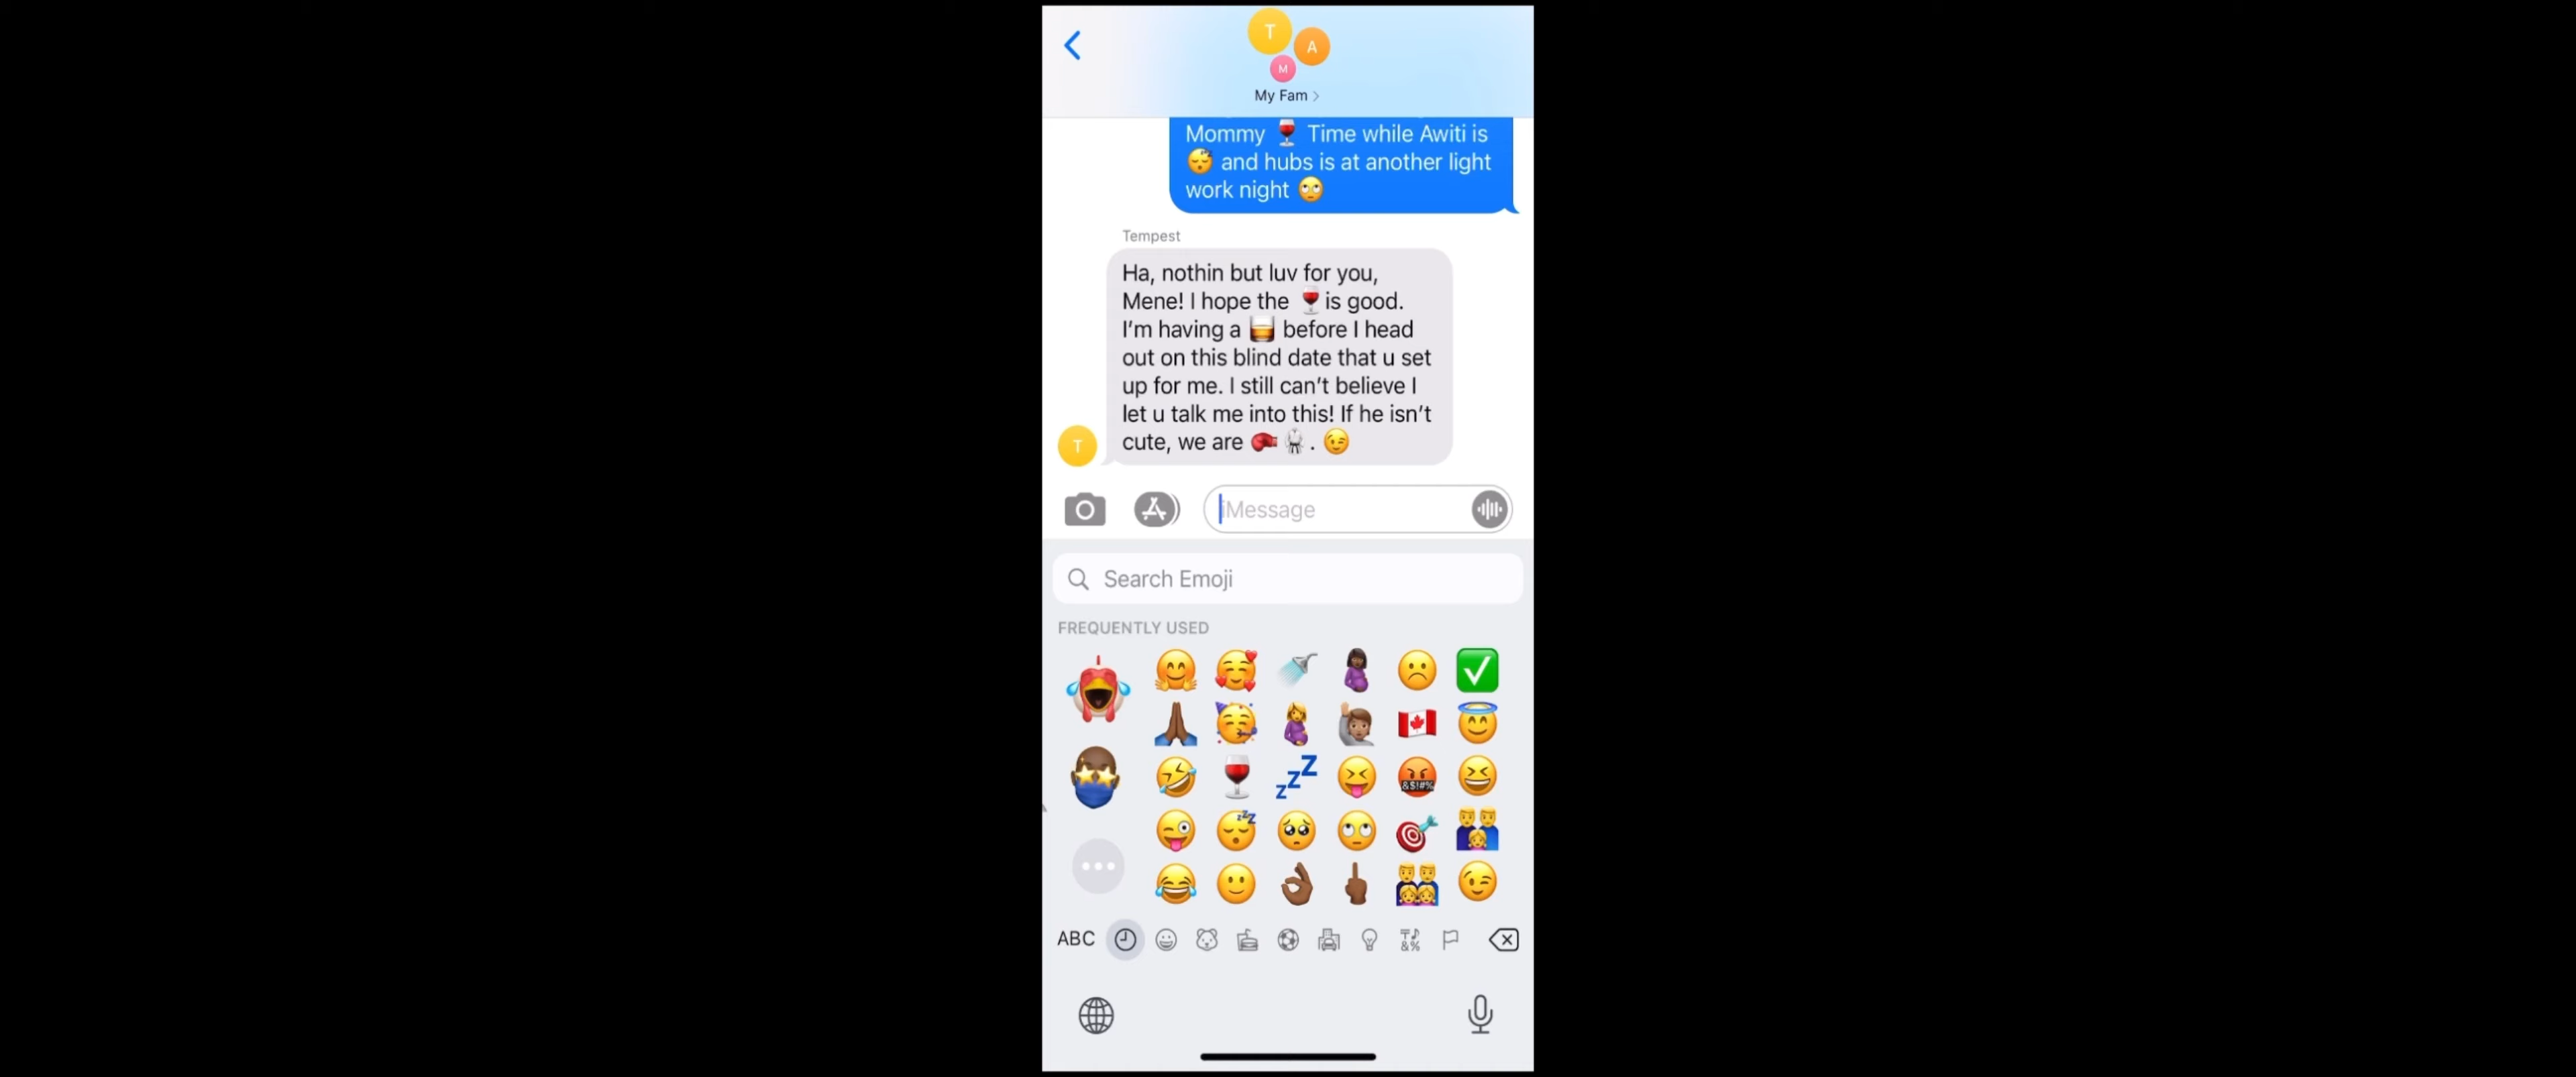 T
A
M
My Fam
Mommy 🍷 Time while Awiti is
😴 and hubs is at another light
work night 🙄
Tempest
Ha, nothin but luv for you,
Mene! I hope the 🍷is good.
I'm having a 🥃 before I head
out on this blind date that u set
up for me. I still can't believe I
let u talk me into this! If he isn't
cute, we are 🥊🥋. 😉
T
iMessage
Search Emoji
FREQUENTLY USED
&$!#%
ABC